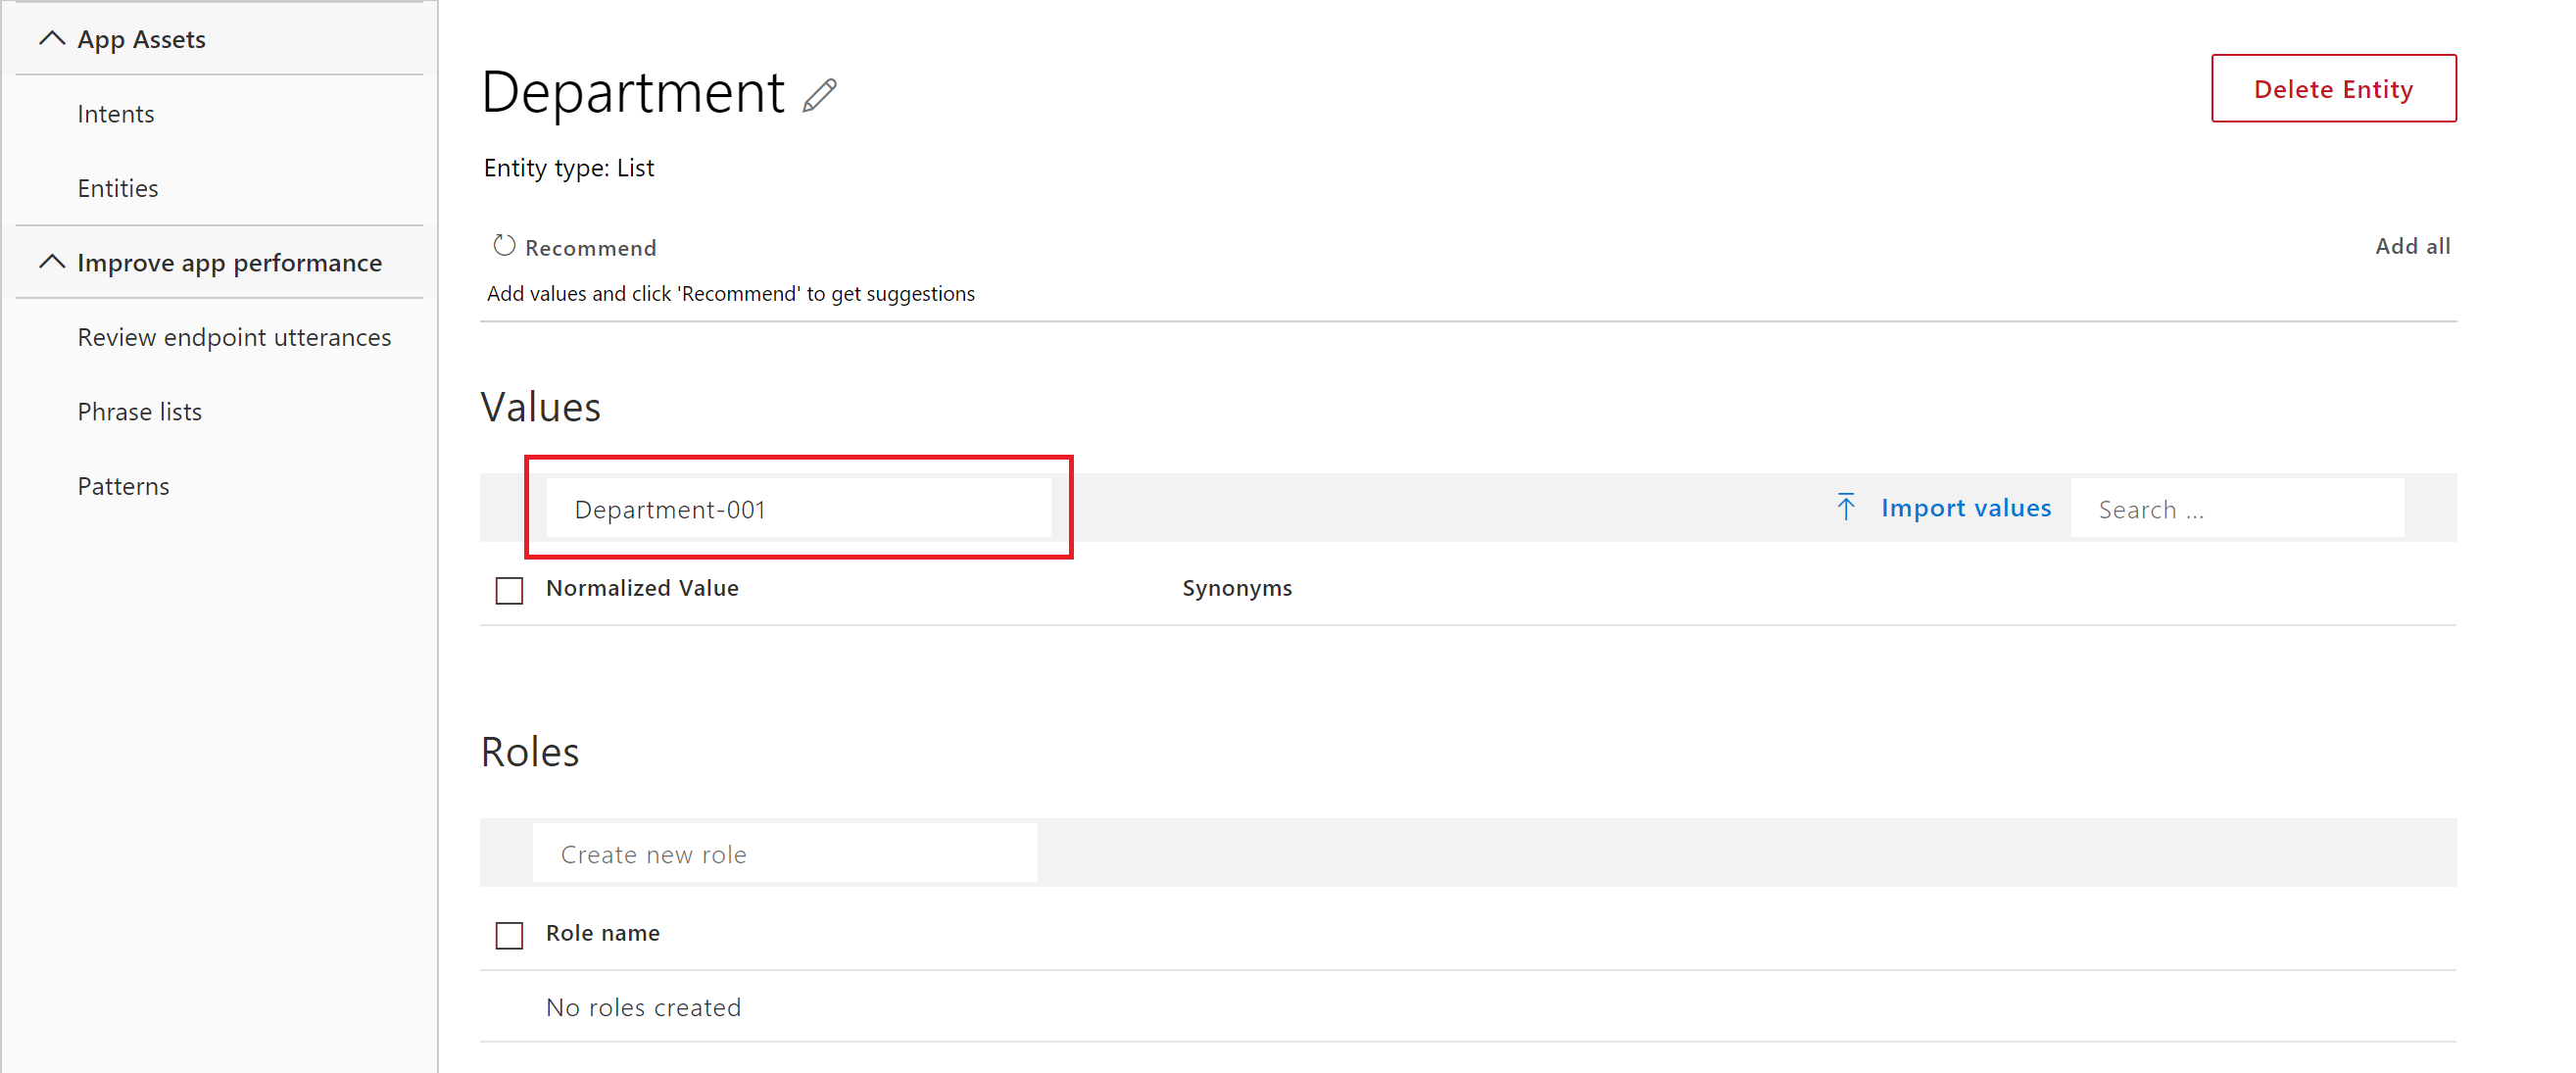 App Assets
Intents
Entities
Improve app performance
Review endpoint utterances
Phrase lists
Patterns
Department
Delete Entity
Entity type: List
Recommend
Add all
Add values and click 'Recommend' to get suggestions
Values
Department-001
Import values
Search ...
Normalized Value
Synonyms
Roles
Create new role
Role name
No roles created